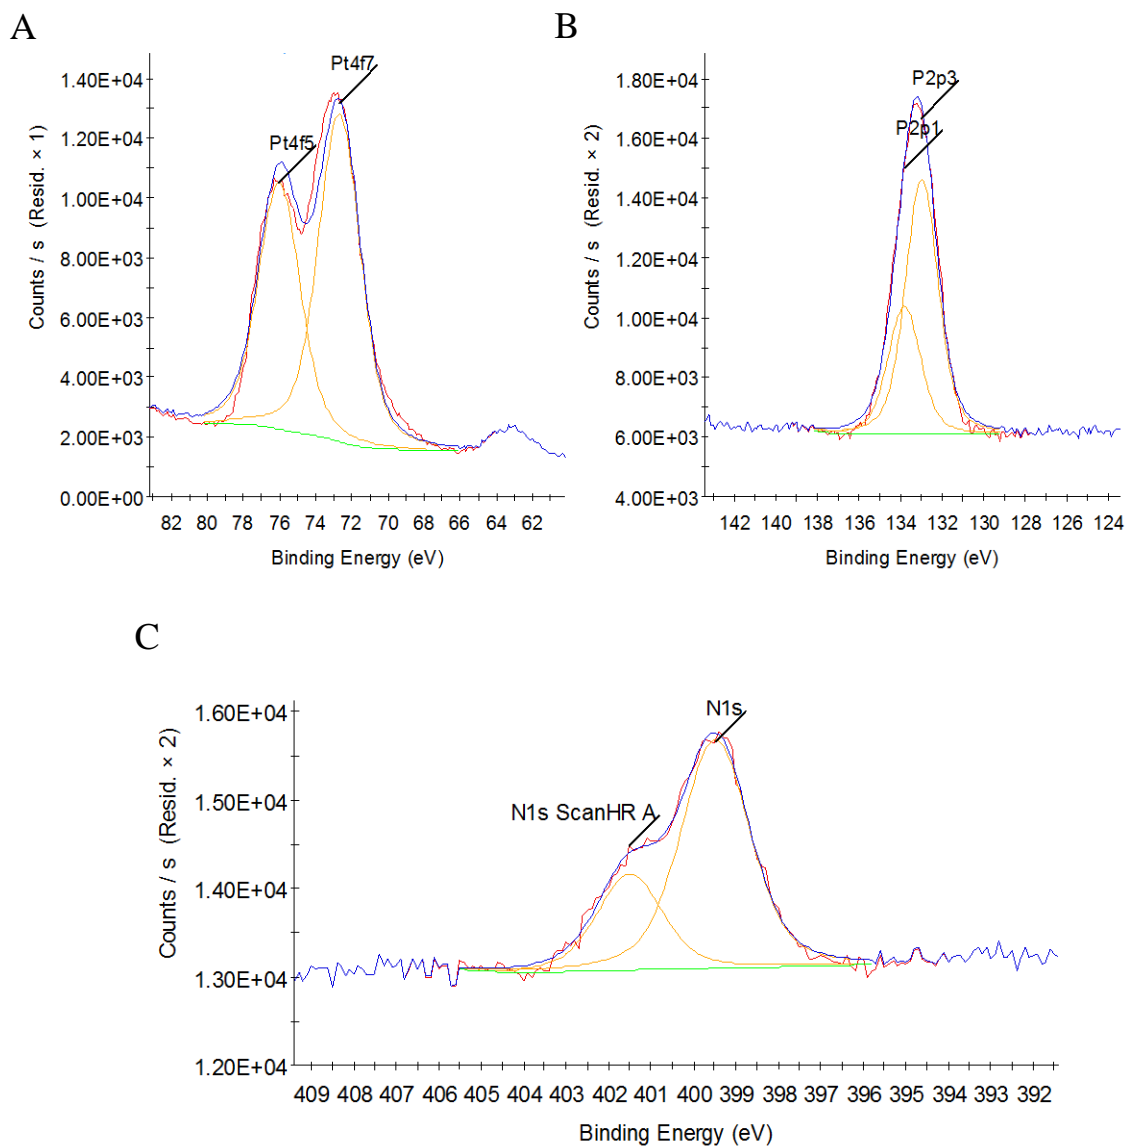 A
Pt4f7
Pt4f5
1.40E+04
1.20E+04
1.00E+04
8.00E+03
6.00E+03
4.00E+03
2.00E+03
0.00E+00
Counts / s (Resid. × 1)
82 80 78 76 74 72 70 68 66 64 62
Binding Energy (eV)
B
P2p3
P2p1
1.80E+04
1.60E+04
1.40E+04
1.20E+04
1.00E+04
8.00E+03
6.00E+03
4.00E+03
Counts / s (Resid. × 2)
142 140 138 136 134 132 130 128 126 124
Binding Energy (eV)
C
N1s
N1s ScanHR A
1.60E+04
1.50E+04
1.40E+04
1.30E+04
1.20E+04
Counts / s (Resid. × 2)
409 408 407 406 405 404 403 402 401 400 399 397 396 395 394 393 392
Binding Energy (eV)